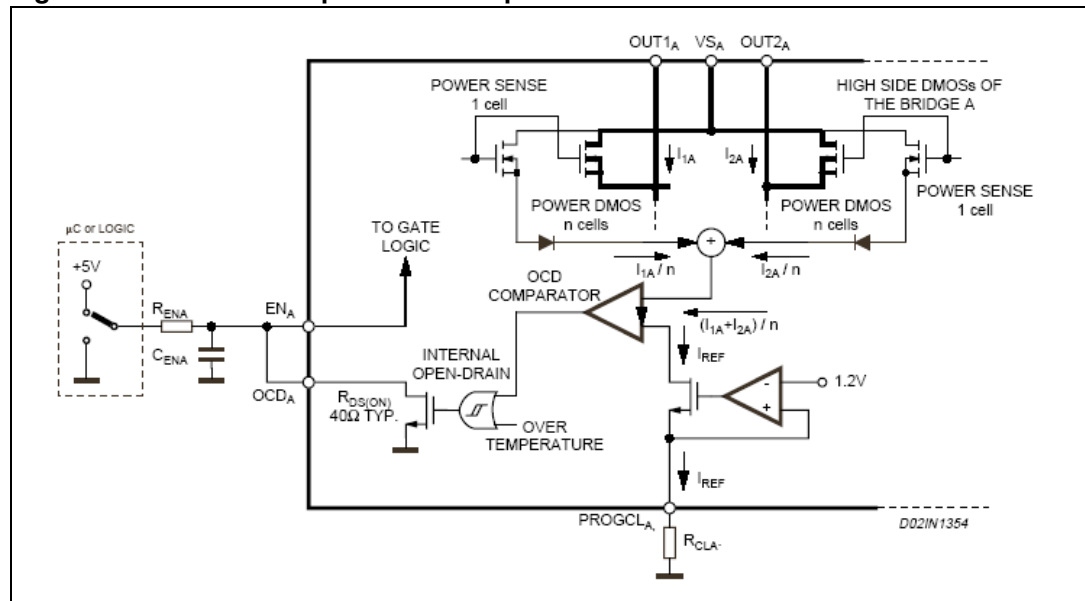 OUT1A VSA OUT2A
POWER SENSE
1 cell
HIGH SIDE DMOSs OF
THE BRIDGE A
I1A
I2A
POWER SENSE
1 cell
POWER DMOS
n cells
POWER DMOS
n cells
µC or LOGIC
+5V
TO GATE
LOGIC
+
I1A / n
I2A / n
OCD
COMPARATOR
(I1A+I2A) / n
RENA
ENA
IREF
CENA
INTERNAL
OPEN-DRAIN
-
+
1.2V
OCDA
RDS(ON)
40Ω TYP.
OVER
TEMPERATURE
IREF
PROGCLA,
D02IN1354
RCLA.